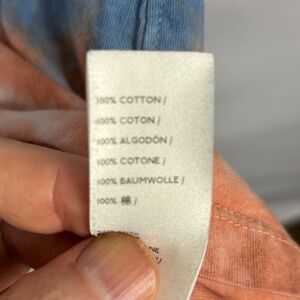 100% COTTON /
100% COTON /
100% ALGODÓN /
100% COTONE /
100% BAUMWOLLE /
100% 棉 /